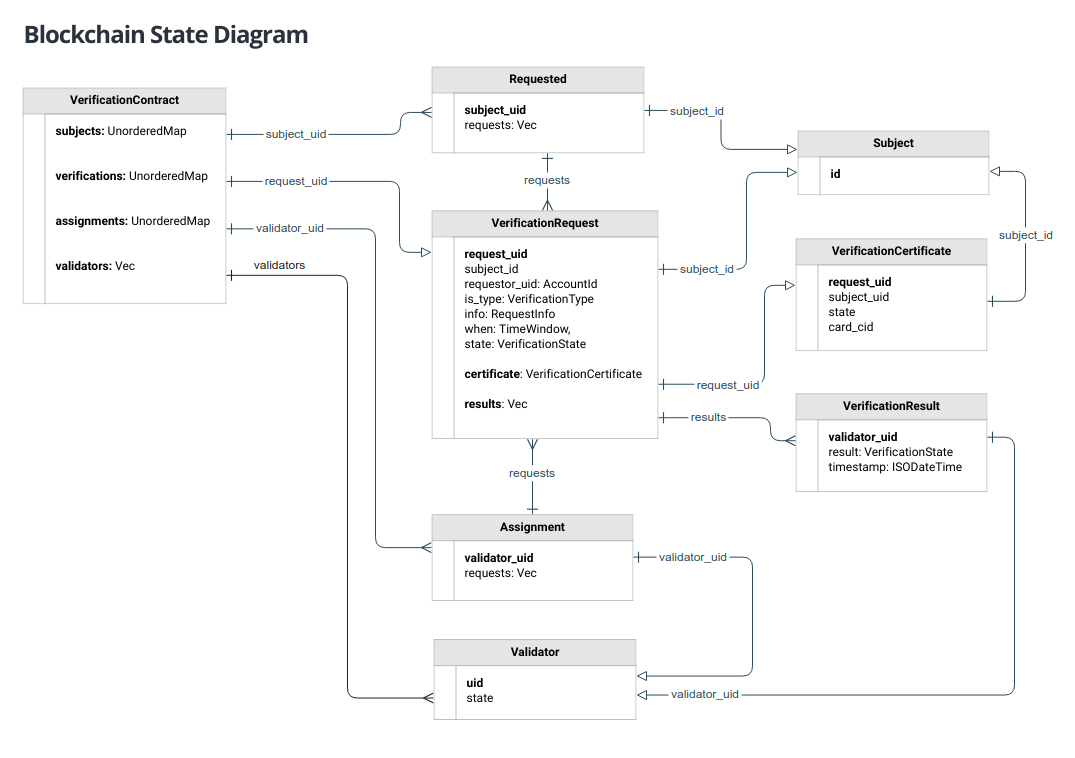 Blockchain State Diagram
VerificationContract
subjects: UnorderedMap
verifications: UnorderedMap
assignments: UnorderedMap
validators: Vec
subject_uid
request_uid
validator_uid
validators
Requested
subject_uid
requests: Vec
subject_id
requests
VerificationRequest
request_uid
subject_id
requestor_uid: AccountId
is_type: VerificationType
info: RequestInfo
when: TimeWindow,
state: VerificationState
certificate: VerificationCertificate
results: Vec
subject_id
request_uid
results
requests
Subject
id
subject_id
VerificationCertificate
request_uid
subject_uid
state
card_cid
VerificationResult
validator_uid
result: VerificationState
timestamp: ISODateTime
Assignment
validator_uid
requests: Vec
validator_uid
Validator
uid
state
validator_uid